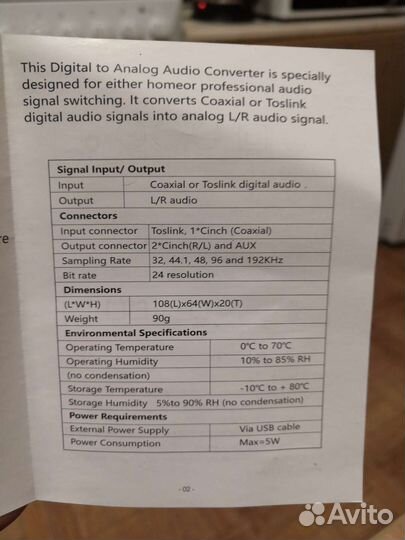 This Digital to Analog Audio Converter is specially
designed for either homeor professional audio
signal switching. It converts Coaxial or Toslink
digital audio signals into analog L/R audio signal.
Signal Input/ Output
Input Coaxial or Toslink digital audio .
Output L/R audio
Connectors
re
Input connector Toslink, 1*Cinch (Coaxial)
Output connector 2*Cinch(R/L) and AUX
Sampling Rate 32, 44.1, 48, 96 and 192KHz
Bit rate 24 resolution
Dimensions
(L*W*H) 108(L)x64(W)x20(T)
Weight 90g
Environmental Specifications
Operating Temperature 0℃ to 70℃
Operating Humidity 10% to 85% RH
(no condensation)
Storage Temperature -10℃ to + 80℃
Storage Humidity 5%to 90% RH (no condensation)
Power Requirements
External Power Supply Via USB cable
Power Consumption Max=5W
- 02 -
Avito